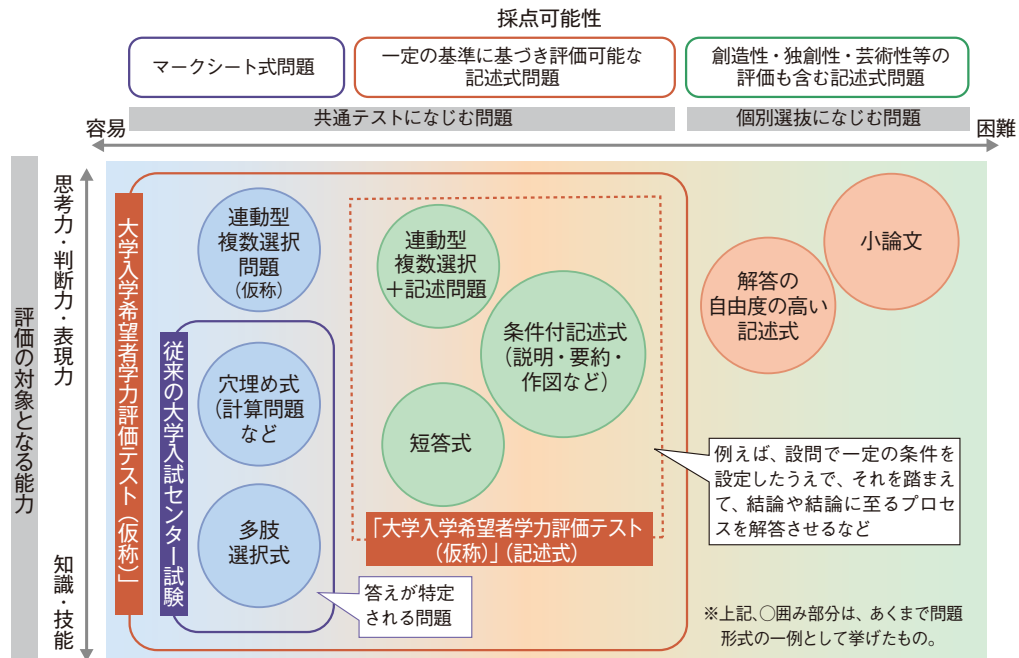 採点可能性
マークシート式問題
一定の基準に基づき評価可能な
記述式問題
創造性・独創性・芸術性等の
評価も含む記述式問題
共通テストになじむ問題
個別選抜になじむ問題
容易
困難
評価の対象となる能力
思考力・判断力・表現力
知識・技能
大学入学希望者学力評価テスト（仮称）」
従来の大学入試センター試験
連動型
複数選択
問題
（仮称）
穴埋め式
（計算問題
など）
多肢
選択式
答えが特定
される問題
連動型
複数選択
＋記述問題
条件付記述式
（説明・要約・
作図など）
短答式
「大学入学希望者学力評価テスト
（仮称）」（記述式）
解答の
自由度の高い
記述式
小論文
例えば、設問で一定の条件を
設定したうえで、それを踏まえ
て、結論や結論に至るプロセ
スを解答させるなど
※上記、○囲み部分は、あくまで問題
形式の一例として挙げたもの。